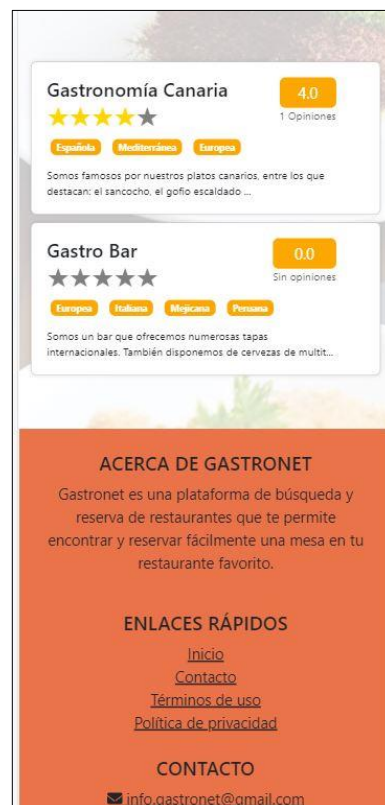 Gastronomía Canaria
4.0
1 Opiniones
Española Mediterránea Europea
Somos famosos por nuestros platos canarios, entre los que
destacan: el sancocho, el gofio escaldado ...
Gastro Bar
0.0
Sin opiniones
Europea Italiana Mejicana Peruana
Somos un bar que ofrecemos numerosas tapas
internacionales. También disponemos de cervezas de multit...
ACERCA DE GASTRONET
Gastronet es una plataforma de búsqueda y
reserva de restaurantes que te permite
encontrar y reservar fácilmente una mesa en tu
restaurante favorito.
ENLACES RÁPIDOS
Inicio
Contacto
Términos de uso
Política de privacidad
CONTACTO
info.gastronet@gmail.com